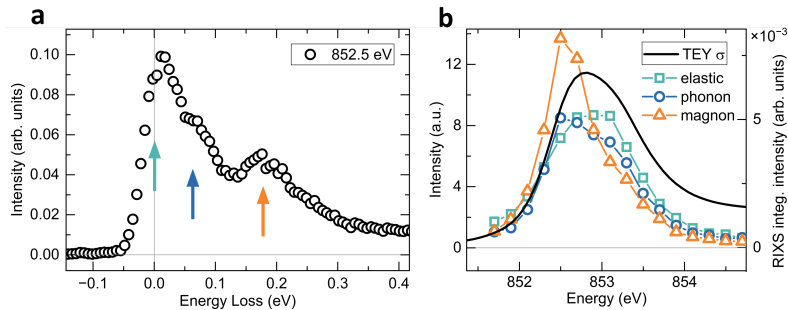 a
852.5 eV
Intensity (arb. units)
0.10
0.08
0.06
0.04
0.02
0.00
−0.1 0.0 0.1 0.2 0.3 0.4
Energy Loss (eV)
b
TEY σ
elastic
phonon
magnon
Intensity (a.u.)
12
8
4
0
852 853 854
Energy (eV)
×10⁻³
5
0
RIXS integ. intensity (arb. units)